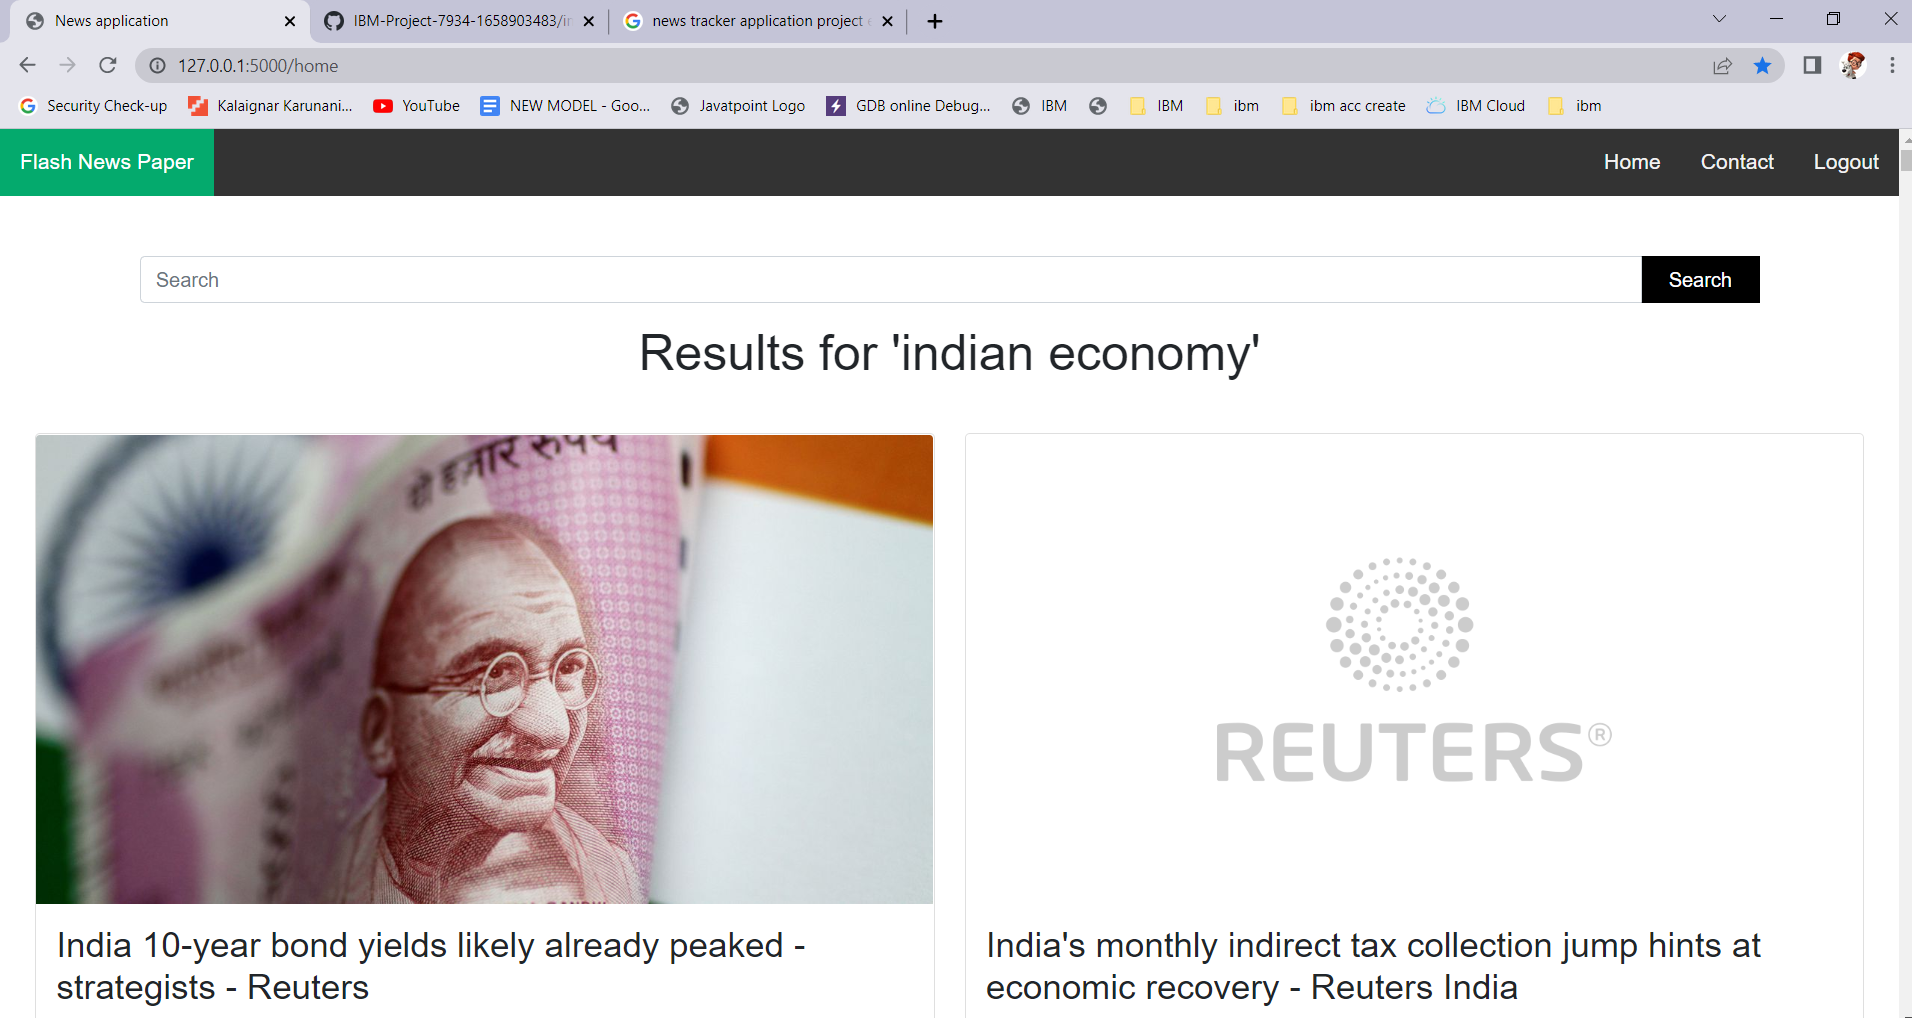 News application
IBM-Project-7934-1658903483/in
news tracker application project e
127.0.0.1:5000/home
Security Check-up
Kalaignar Karunani...
YouTube
NEW MODEL - Goo...
Javatpoint Logo
GDB online Debug...
IBM
IBM
ibm
ibm acc create
IBM Cloud
ibm
Flash News Paper
Home
Contact
Logout
Search
Search
Results for 'indian economy'
दो हज़ार रुपये
REUTERS®
India 10-year bond yields likely already peaked -
strategists - Reuters
India's monthly indirect tax collection jump hints at
economic recovery - Reuters India